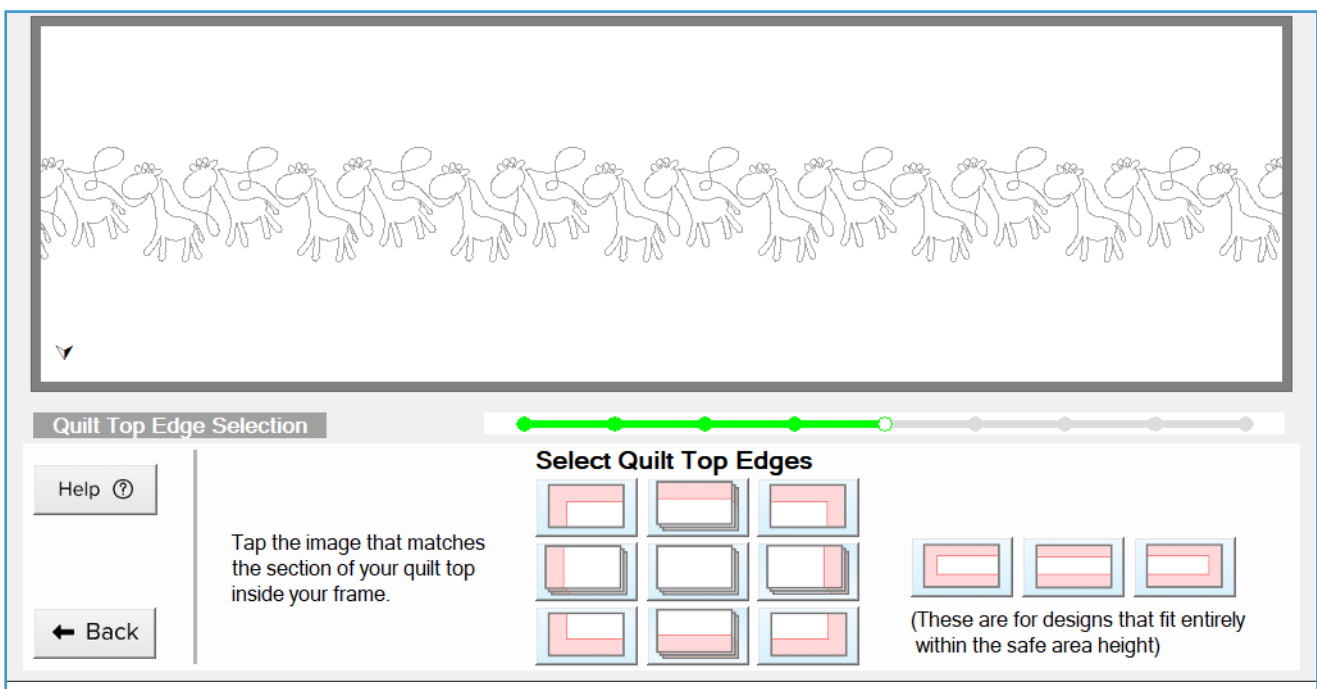 Quilt Top Edge Selection
Help ?
Select Quilt Top Edges
Tap the image that matches
the section of your quilt top
inside your frame.
Back
(These are for designs that fit entirely
within the safe area height)